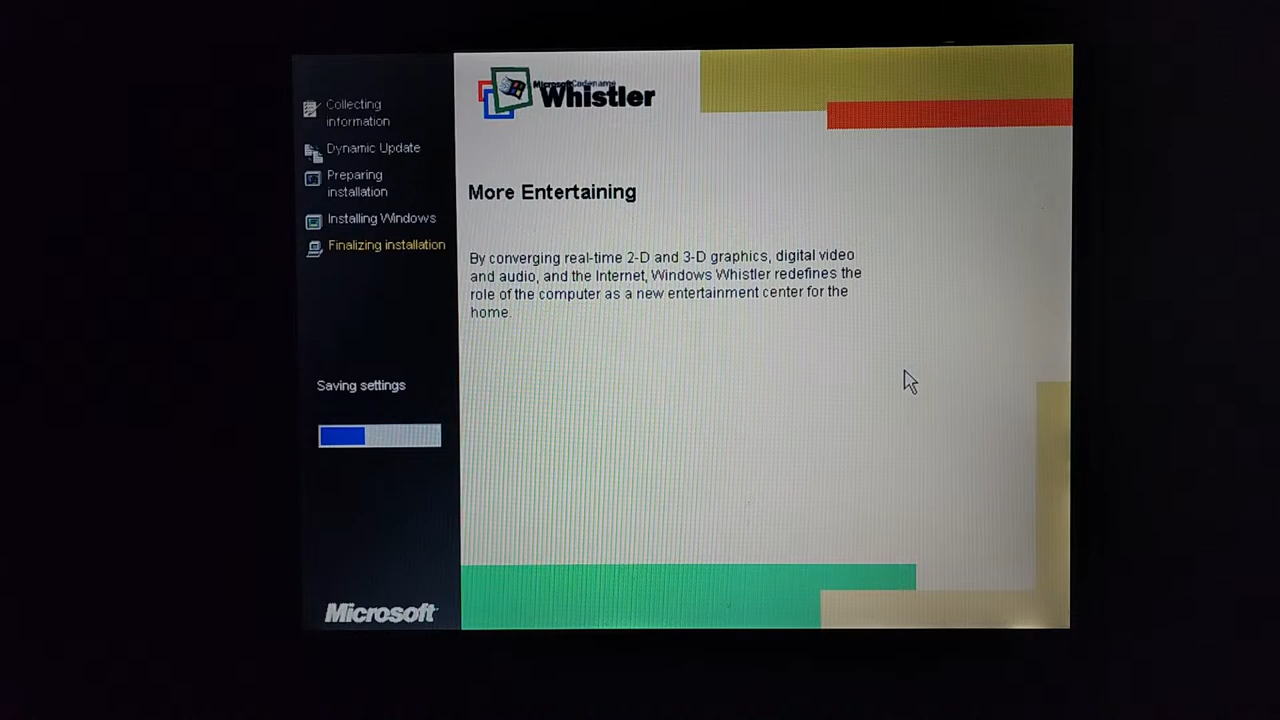 Collecting
information
Dynamic Update
Preparing
installation
Installing Windows
Finalizing installation
Saving settings
Microsoft
Microsoft Codename
Whistler
More Entertaining
By converging real-time 2-D and 3-D graphics, digital video
and audio, and the Internet, Windows Whistler redefines the
role of the computer as a new entertainment center for the
home.